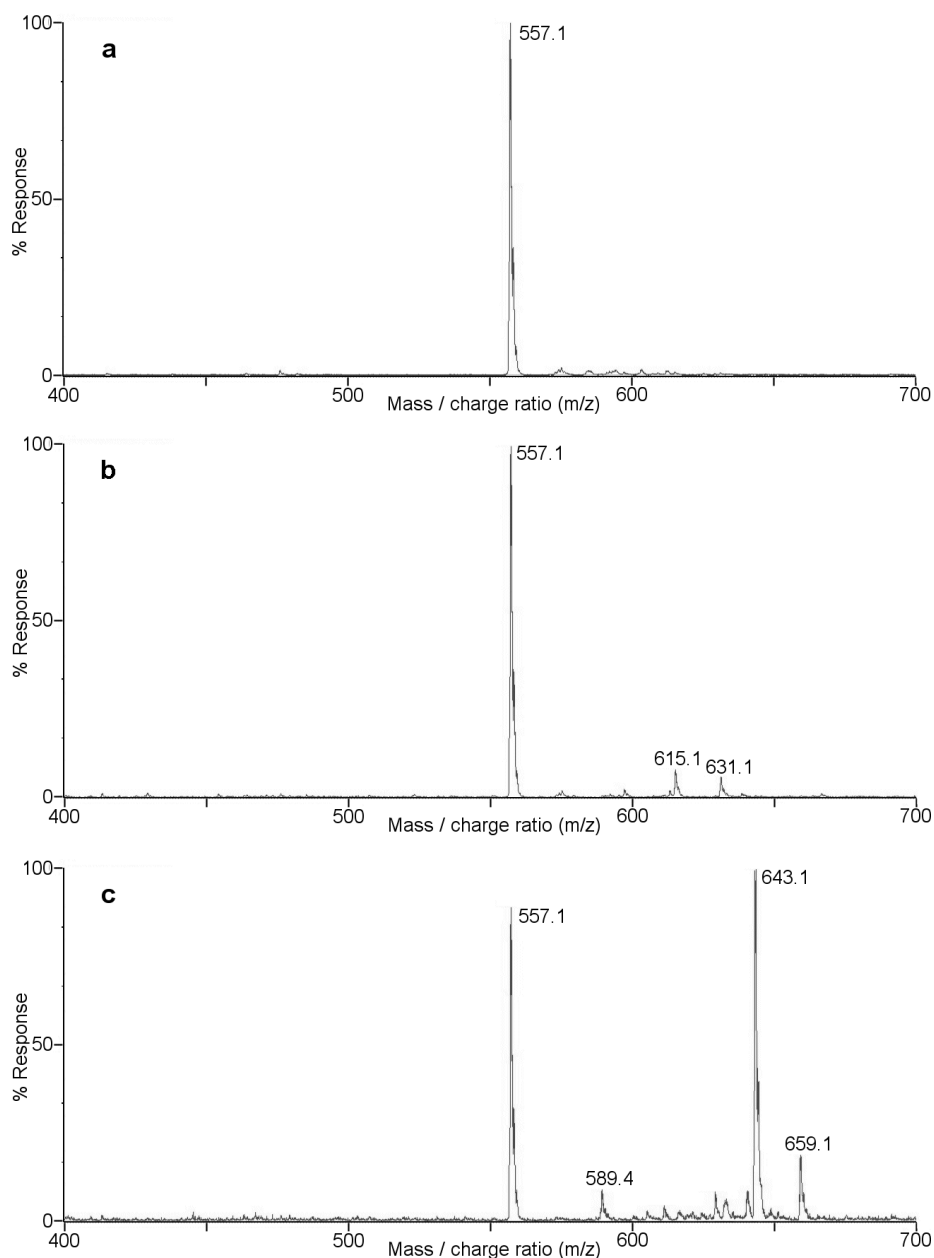 100
a
557.1
% Response
50
0
400 500 600 700
Mass / charge ratio (m/z)
100
b
557.1
% Response
50
615.1 631.1
0
400 500 600 700
Mass / charge ratio (m/z)
100
c
643.1
557.1
% Response
50
659.1
589.4
0
400 500 600 700
Mass / charge ratio (m/z)